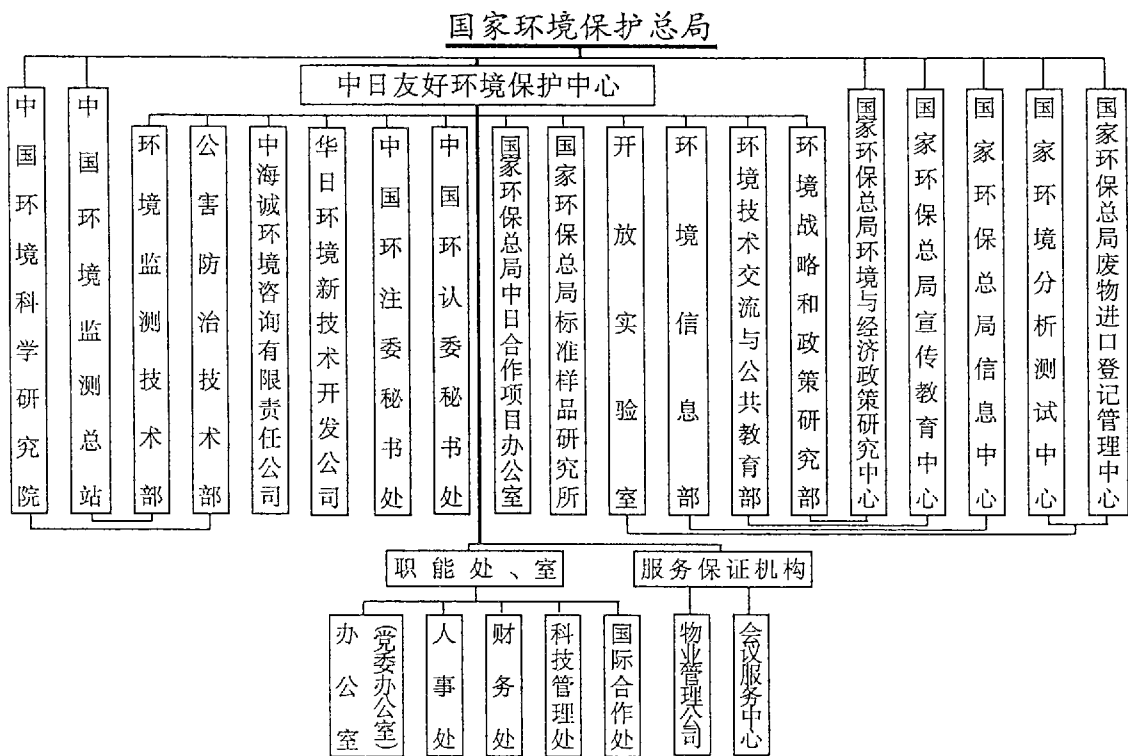 国家环境保护总局
中日友好环境保护中心
中国环境科学研究院
中国环境监测总站
环境监测技术部
公害防治技术部
中海诚环境咨询有限责任公司
华日环境新技术开发公司
中国环注委秘书处
中国环认委秘书处
国家环保总局中日合作项目办公室
国家环保总局标准样品研究所
开放实验室
环境信息部
环境技术交流与公共教育部
环境战略和政策研究部
国家环保总局环境与经济政策研究中心
国家环保总局宣传教育中心
国家环保总局信息中心
国家环境分析测试中心
国家环保总局废物进口登记管理中心
职能处、室
服务保证机构
办公室
(党委办公室)
人事处
财务处
科技管理处
国际合作处
物业管理公司
会议服务中心